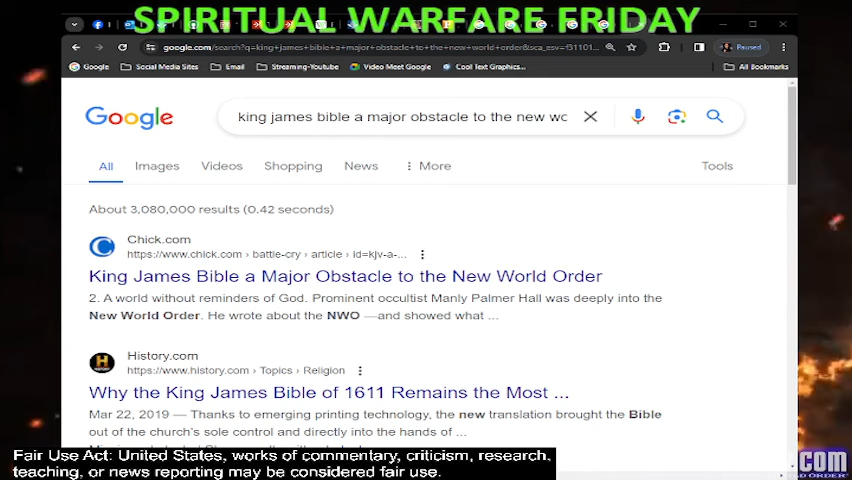 SPIRITUAL WARFARE FRIDAY
google.com/search?q=king+james+bible+a+major+obstacle+to+the+new+world+order&sca_esv=f31101... Paused
Google Social Media Sites Email Streaming-Youtube Video Meet Google Cool Text Graphics... All Bookmarks
Google king james bible a major obstacle to the new wo
All Images Videos Shopping News More Tools
About 3,080,000 results (0.42 seconds)
Chick.com
https://www.chick.com › battle-cry › article › id=kjv-a-...
King James Bible a Major Obstacle to the New World Order
2. A world without reminders of God. Prominent occultist Manly Palmer Hall was deeply into the
New World Order. He wrote about the NWO —and showed what ...
History.com
https://www.history.com › Topics › Religion
Why the King James Bible of 1611 Remains the Most ...
Mar 22, 2019 — Thanks to emerging printing technology, the new translation brought the Bible
out of the church's sole control and directly into the hands of ...
Fair Use Act: United States, works of commentary, criticism, research,
teaching, or news reporting may be considered fair use.
.COM